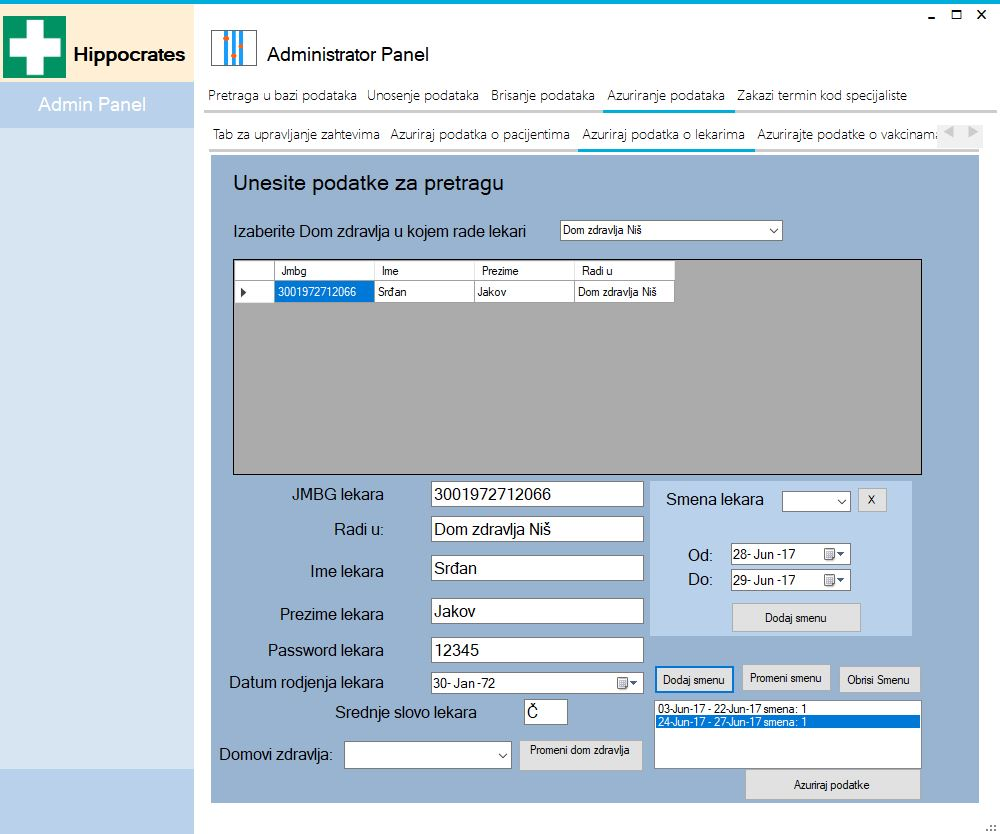 Hippocrates
Admin Panel
Administrator Panel
Pretraga u bazi podataka Unosenje podataka Brisanje podataka Azuriranje podataka Zakazi termin kod specijaliste
Tab za upravljanje zahtevima Azuriraj podatka o pacijentima Azuriraj podatka o lekarima Azurirajte podatke o vakcinama
Unesite podatke za pretragu
Izaberite Dom zdravlja u kojem rade lekari Dom zdravlja Niš
Jmbg Ime Prezime Radi u
3001972712066 Srđan Jakov Dom zdravlja Niš
JMBG lekara 3001972712066
Radi u: Dom zdravlja Niš
Ime lekara Srđan
Prezime lekara Jakov
Password lekara 12345
Datum rodjenja lekara 30- Jan -72
Srednje slovo lekara Č
Domovi zdravlja: Promeni dom zdravlja
Smena lekara X
Od: 28- Jun -17
Do: 29- Jun -17
Dodaj smenu
Dodaj smenu Promeni smenu Obrisi Smenu
03-Jun-17 - 22-Jun-17 smena: 1
24-Jun-17 - 27-Jun-17 smena: 1
Azuriraj podatke